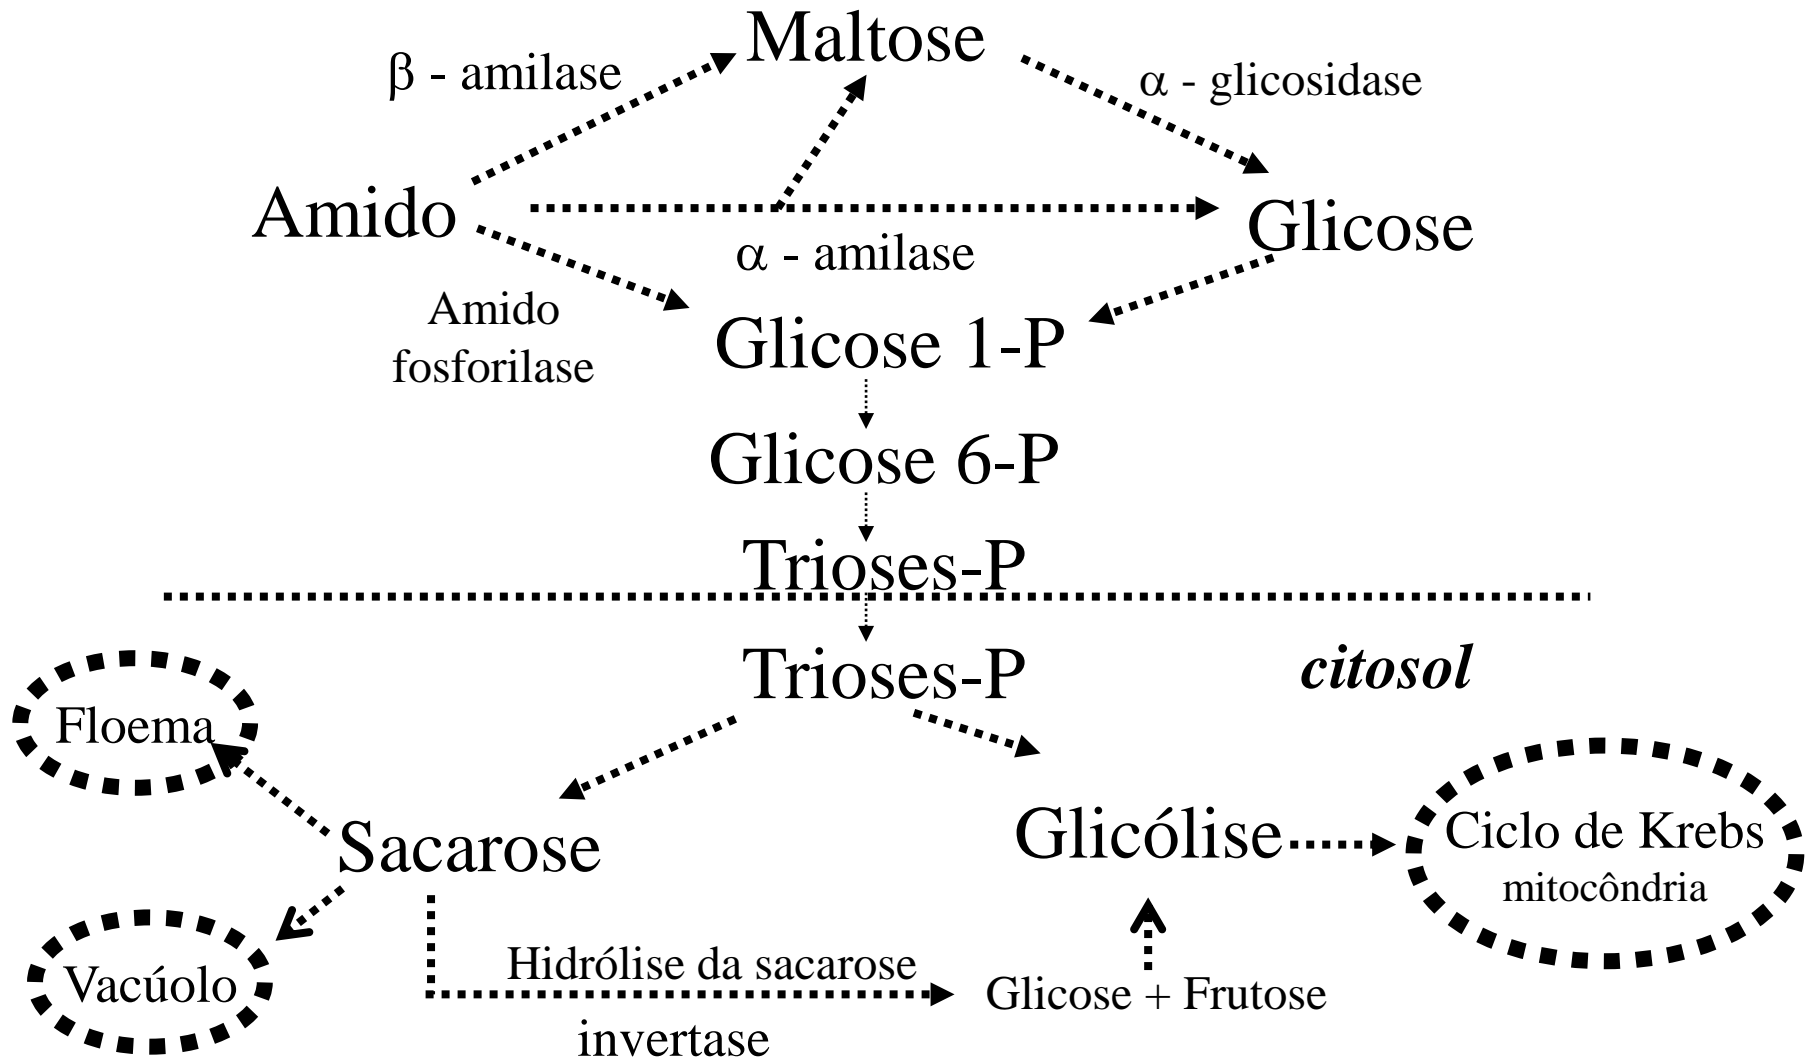 Maltose
β - amilase
α - glicosidase
Amido
Glicose
α - amilase
Amido
fosforilase
Glicose 1-P
Glicose 6-P
Trioses-P
Trioses-P
citosol
Floema
Sacarose
Glicólise
Ciclo de Krebs
mitocôndria
Vacúolo
Hidrólise da sacarose
invertase
Glicose + Frutose